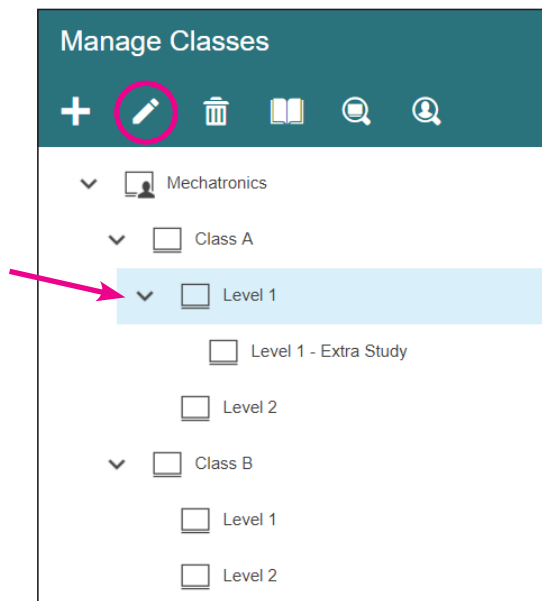 Manage Classes
Mechatronics
Class A
Level 1
Level 1 - Extra Study
Level 2
Class B
Level 1
Level 2